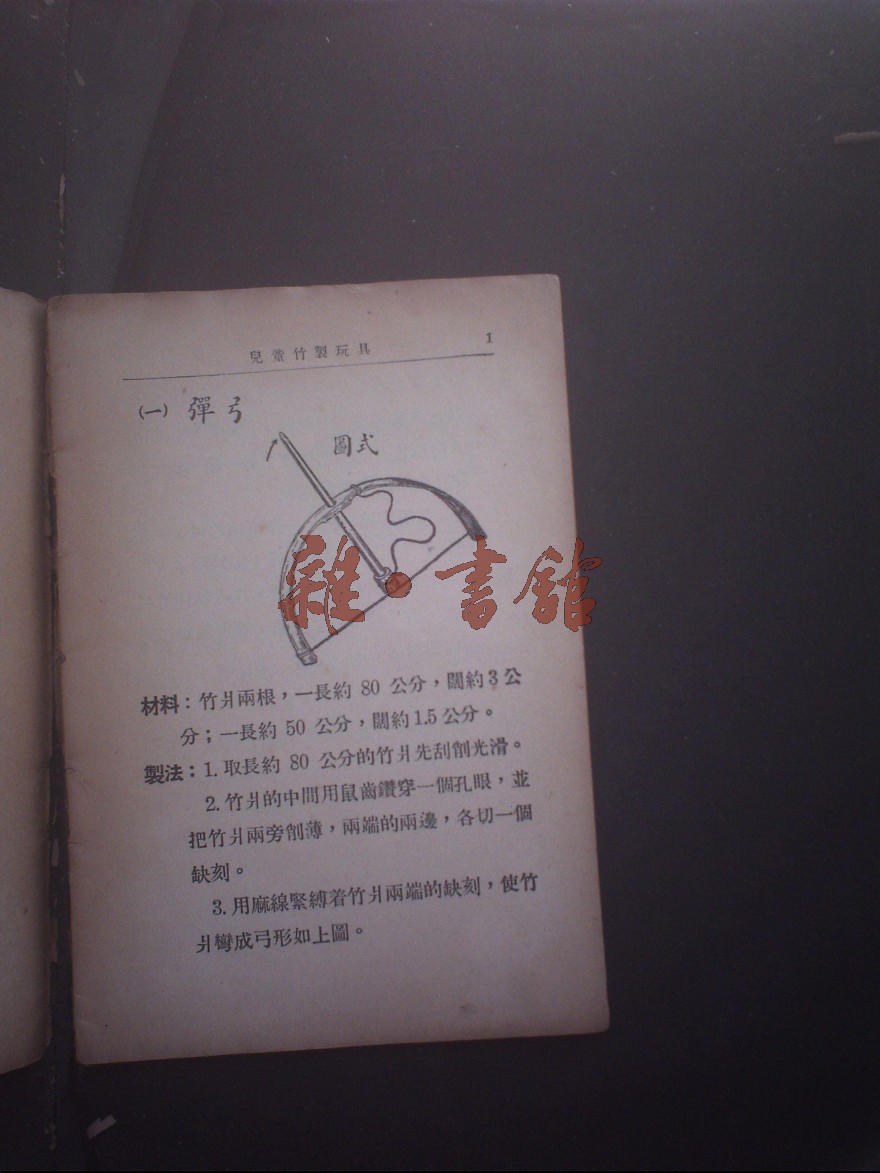 兒童竹製玩具 1
(一) 彈弓
圖式
雜·書館
材料：竹爿兩根，一長約 80 公分，闊約3公
分；一長約 50 公分，闊約1.5公分。
製法：1. 取長約 80 公分的竹爿先刮削光滑。
2. 竹爿的中間用鼠齒鑽穿一個孔眼，並
把竹爿兩旁削薄，兩端的兩邊，各切一個
缺刻。
3. 用麻線緊縛着竹爿兩端的缺刻，使竹
爿彎成弓形如上圖。